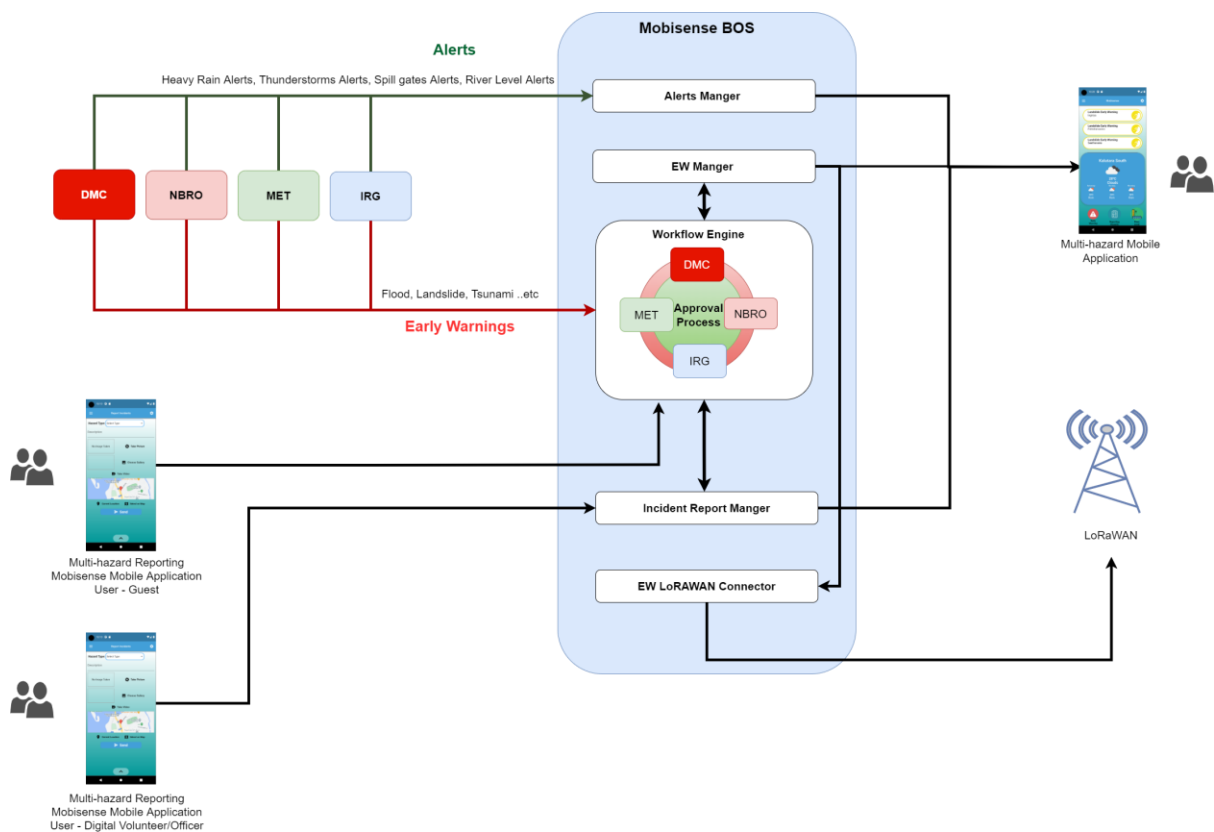 Mobisense BOS
Alerts
Heavy Rain Alerts, Thunderstorms Alerts, Spill gates Alerts, River Level Alerts
Alerts Manger
EW Manger
DMC
NBRO
MET
IRG
Workflow Engine
DMC
MET
Approval
Process
NBRO
IRG
Flood, Landslide, Tsunami ..etc
Early Warnings
Multi-hazard Mobile
Application
Multi-hazard Reporting
Mobisense Mobile Application
User - Guest
Incident Report Manger
LoRaWAN
EW LoRAWAN Connector
Multi-hazard Reporting
Mobisense Mobile Application
User - Digital Volunteer/Officer